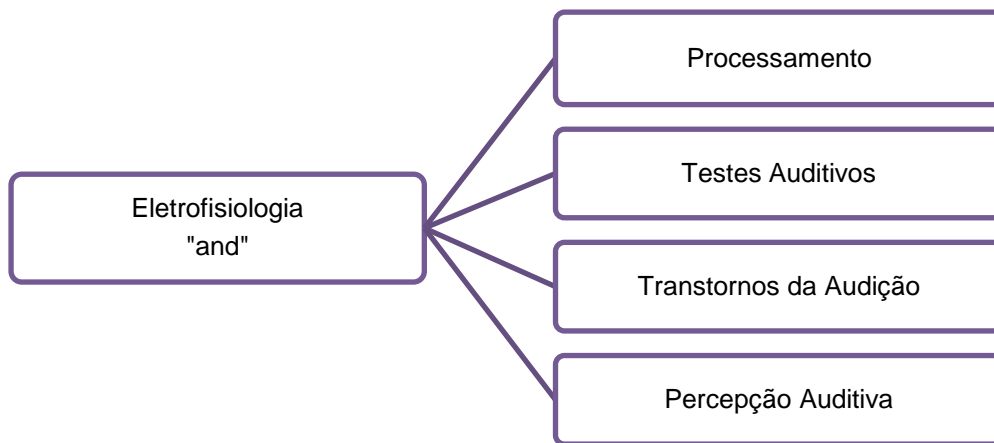 Eletrofisiologia
"and"
Processamento
Testes Auditivos
Transtornos da Audição
Percepção Auditiva